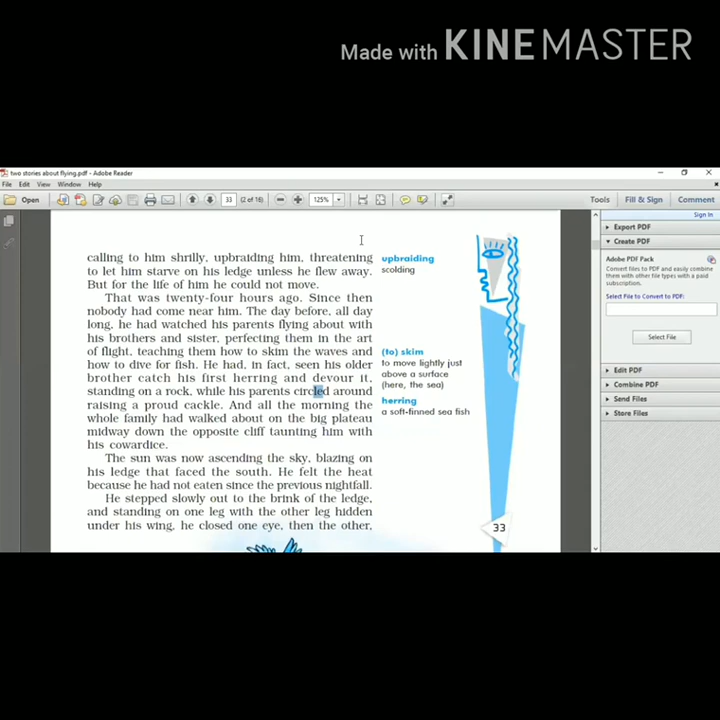 Made with KINEMASTER
two stories about flying.pdf - Adobe Reader
File Edit View Window Help
Open 33 (2 of 16) 125% Tools Fill & Sign Comment
Sign In
Export PDF
Create PDF
Adobe PDF Pack
Convert files to PDF and easily combine
them with other file types with a paid
subscription.
Select File to Convert to PDF:
Select File
Edit PDF
Combine PDF
Send Files
Store Files
calling to him shrilly, upbraiding him, threatening
to let him starve on his ledge unless he flew away.
But for the life of him he could not move.
That was twenty-four hours ago. Since then
nobody had come near him. The day before, all day
long, he had watched his parents flying about with
his brothers and sister, perfecting them in the art
of flight, teaching them how to skim the waves and
how to dive for fish. He had, in fact, seen his older
brother catch his first herring and devour it,
standing on a rock, while his parents circled around
raising a proud cackle. And all the morning the
whole family had walked about on the big plateau
midway down the opposite cliff taunting him with
his cowardice.
The sun was now ascending the sky, blazing on
his ledge that faced the south. He felt the heat
because he had not eaten since the previous nightfall.
He stepped slowly out to the brink of the ledge,
and standing on one leg with the other leg hidden
under his wing, he closed one eye, then the other,
upbraiding
scolding
(to) skim
to move lightly just
above a surface
(here, the sea)
herring
a soft-finned sea fish
33